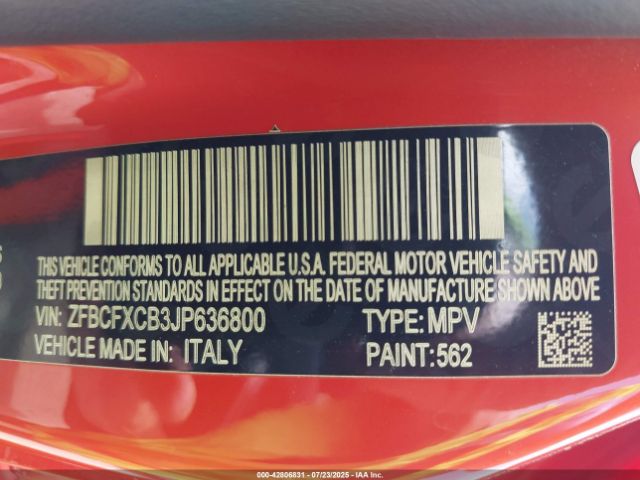 THIS VEHICLE CONFORMS TO ALL APPLICABLE U.S.A. FEDERAL MOTOR VEHICLE SAFETY AND
THEFT PREVENTION STANDARDS IN EFFECT ON THE DATE OF MANUFACTURE SHOWN ABOVE
VIN: ZFBCFXCB3JP636800 TYPE: MPV
VEHICLE MADE IN: ITALY PAINT: 562
000-42806831 - 07/23/2025 - IAA Inc.